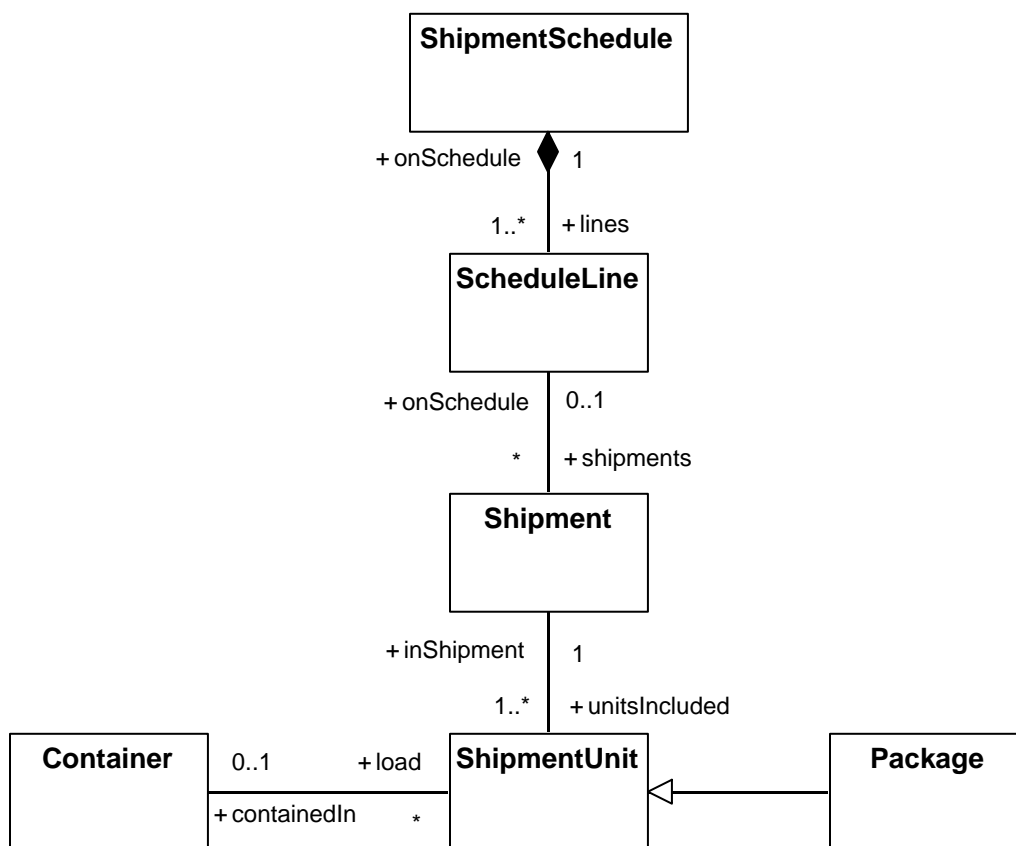 ShipmentSchedule
+ onSchedule 1
1..* + lines
ScheduleLine
+ onSchedule 0..1
* + shipments
Shipment
+ inShipment 1
1..* + unitsIncluded
Container 0..1 + load ShipmentUnit Package
+ containedIn *